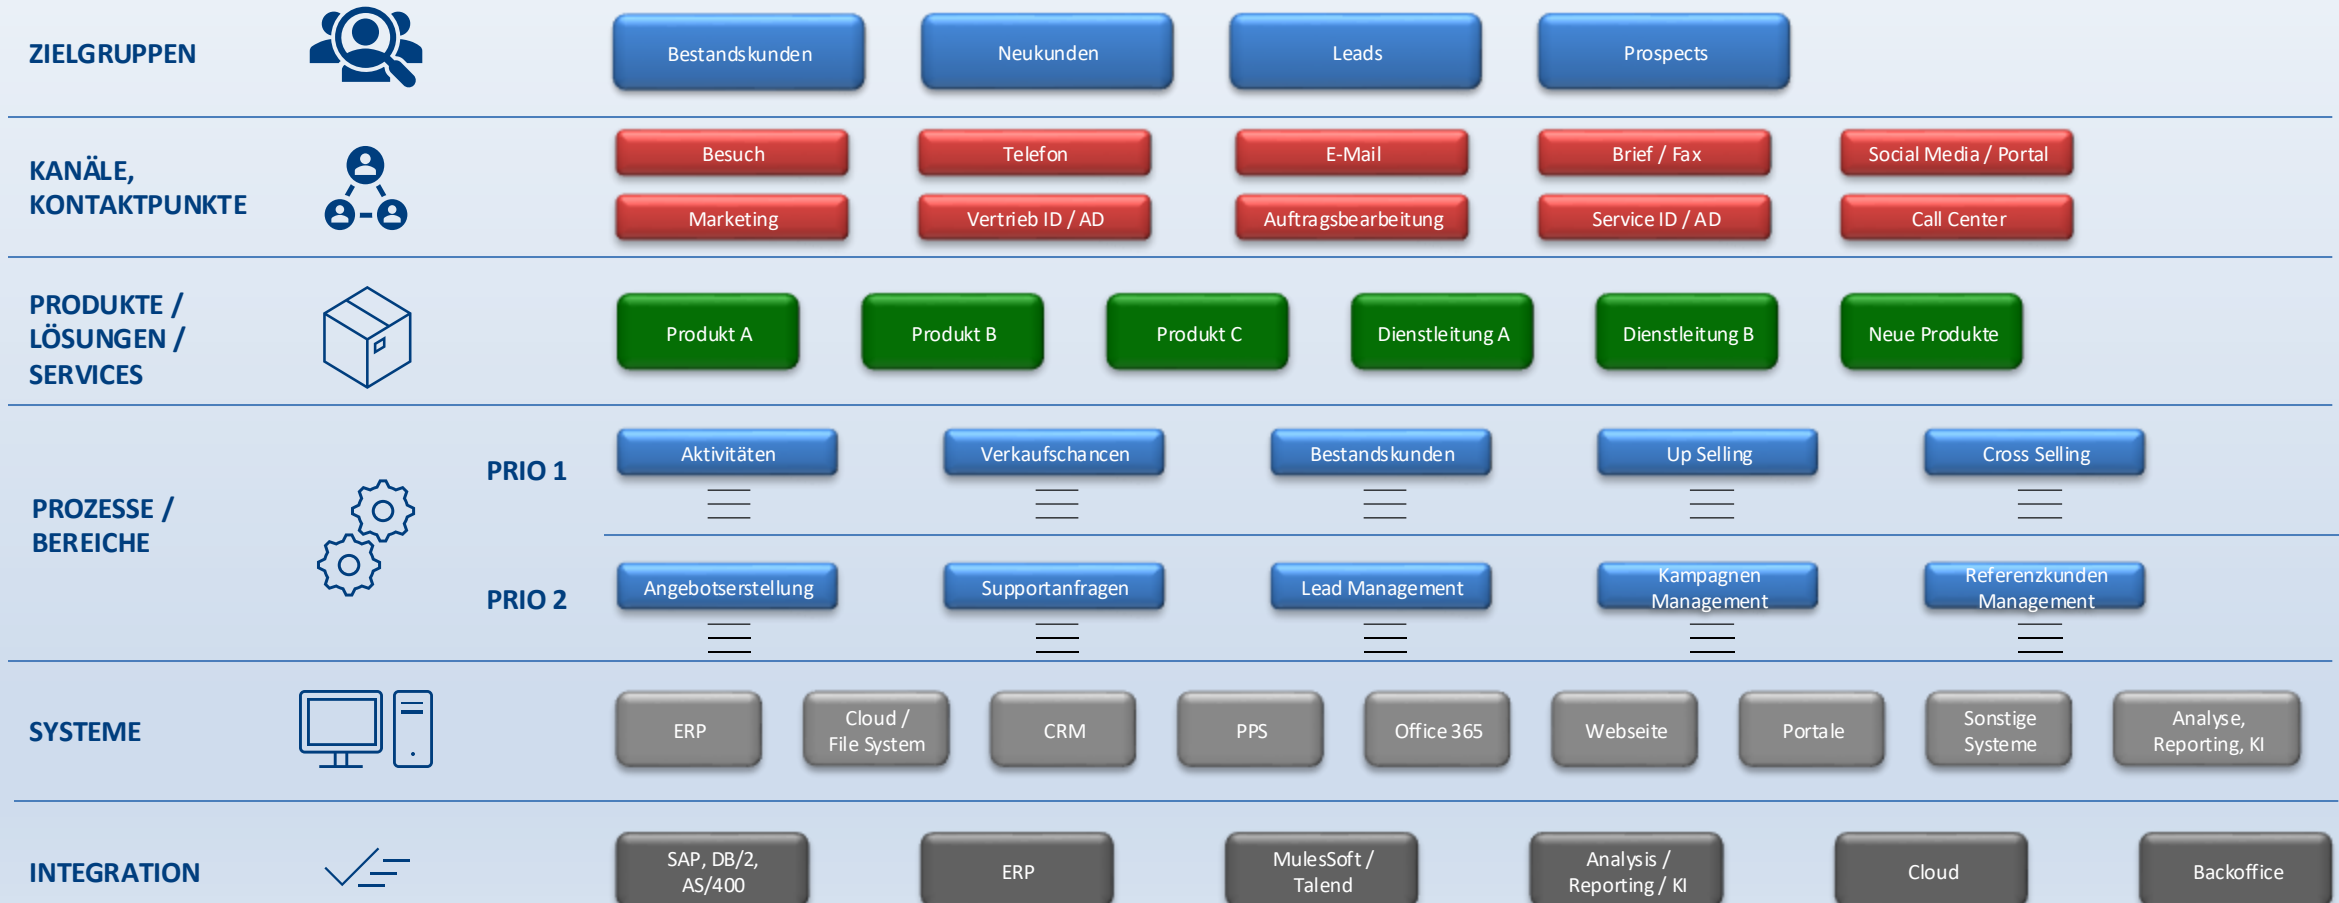 ZIELGRUPPEN
Bestandskunden
Neukunden
Leads
Prospects
KANÄLE,
KONTAKTPUNKTE
Besuch
Telefon
E-Mail
Brief / Fax
Social Media / Portal
Marketing
Vertrieb ID / AD
Auftragsbearbeitung
Service ID / AD
Call Center
PRODUKTE /
LÖSUNGEN /
SERVICES
Produkt A
Produkt B
Produkt C
Dienstleitung A
Dienstleitung B
Neue Produkte
PROZESSE /
BEREICHE
PRIO 1
Aktivitäten
Verkaufschancen
Bestandskunden
Up Selling
Cross Selling
PRIO 2
Angebotserstellung
Supportanfragen
Lead Management
Kampagnen
Management
Referenzkunden
Management
SYSTEME
ERP
Cloud /
File System
CRM
PPS
Office 365
Webseite
Portale
Sonstige
Systeme
Analyse,
Reporting, KI
INTEGRATION
SAP, DB/2,
AS/400
ERP
MulesSoft /
Talend
Analysis /
Reporting / KI
Cloud
Backoffice